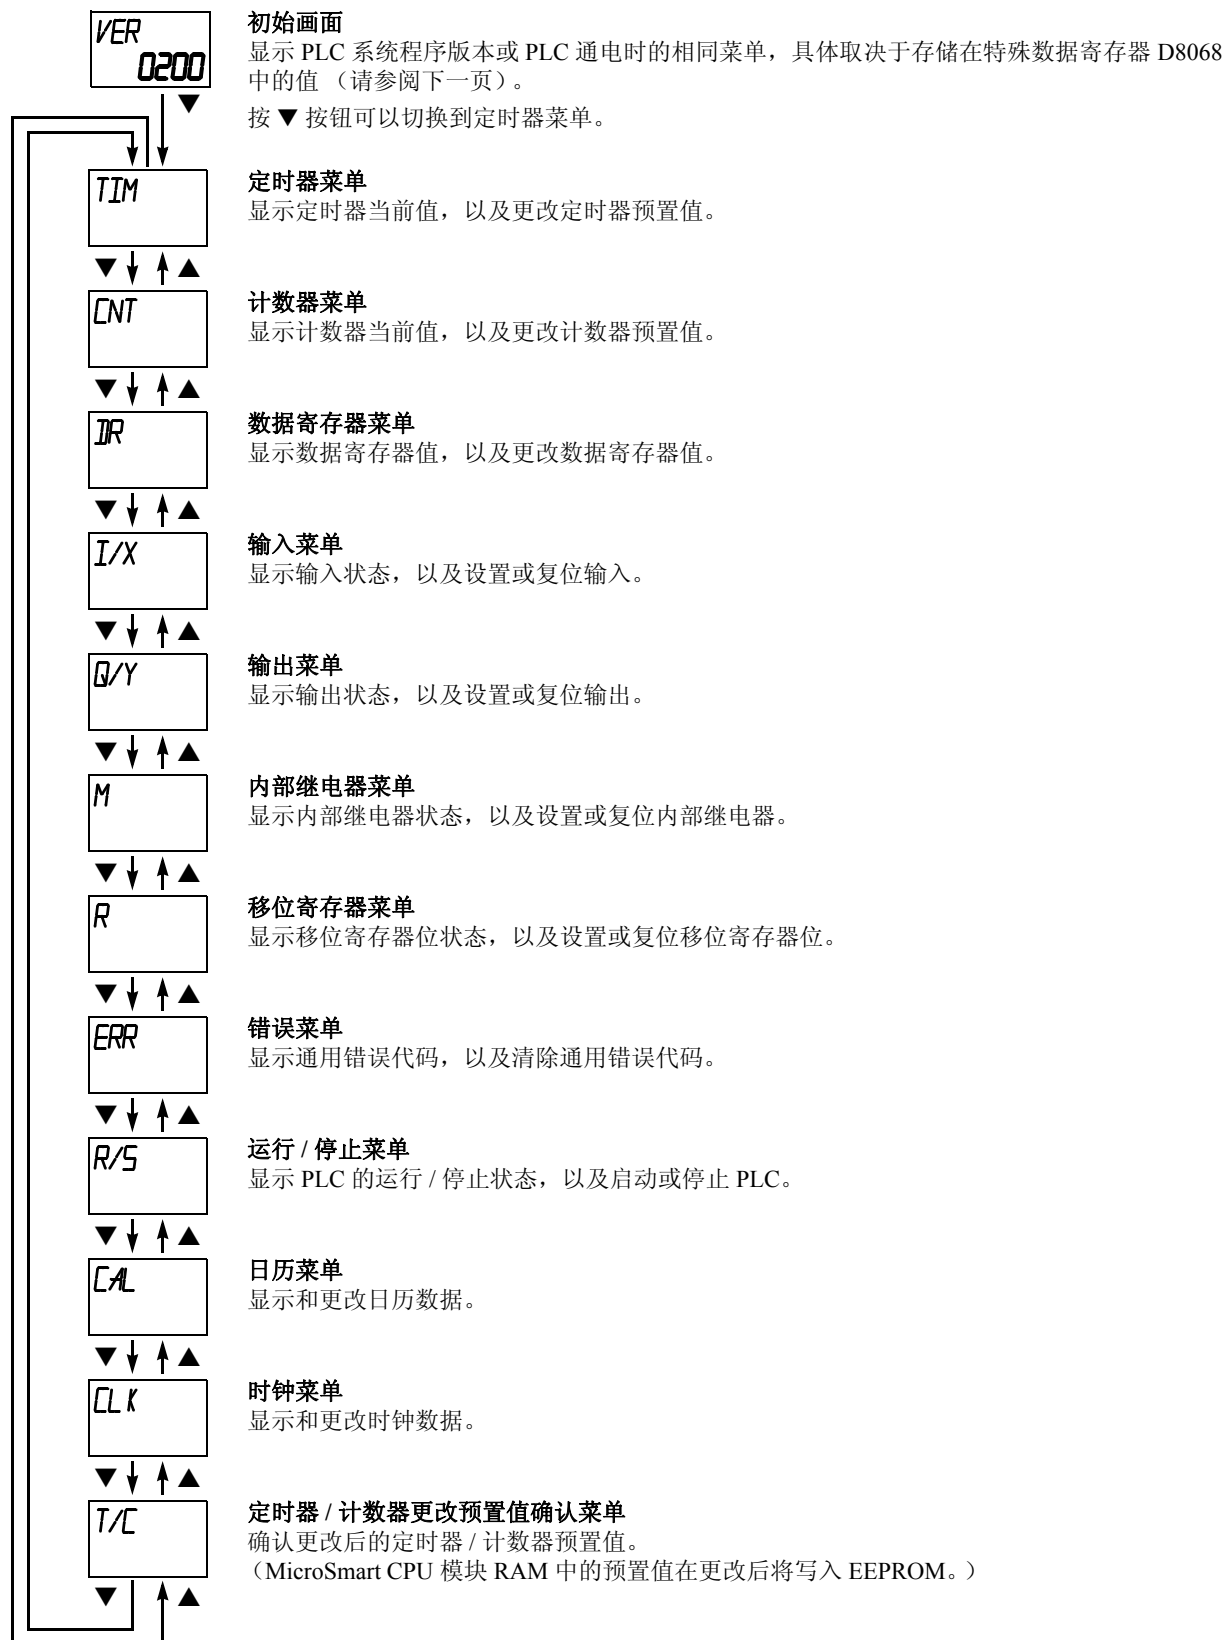 VER
0200
初始画面
显示 PLC 系统程序版本或 PLC 通电时的相同菜单，具体取决于存储在特殊数据寄存器 D8068
中的值 （请参阅下一页）。
▼
按 ▼ 按钮可以切换到定时器菜单。
TIM
定时器菜单
显示定时器当前值，以及更改定时器预置值。
▼ ▲
CNT
计数器菜单
显示计数器当前值，以及更改计数器预置值。
▼ ▲
DR
数据寄存器菜单
显示数据寄存器值，以及更改数据寄存器值。
▼ ▲
I/X
输入菜单
显示输入状态，以及设置或复位输入。
▼ ▲
Q/Y
输出菜单
显示输出状态，以及设置或复位输出。
▼ ▲
M
内部继电器菜单
显示内部继电器状态，以及设置或复位内部继电器。
▼ ▲
R
移位寄存器菜单
显示移位寄存器位状态，以及设置或复位移位寄存器位。
▼ ▲
ERR
错误菜单
显示通用错误代码，以及清除通用错误代码。
▼ ▲
R/S
运行 / 停止菜单
显示 PLC 的运行 / 停止状态，以及启动或停止 PLC。
▼ ▲
CAL
日历菜单
显示和更改日历数据。
▼ ▲
CLK
时钟菜单
显示和更改时钟数据。
▼ ▲
T/C
定时器 / 计数器更改预置值确认菜单
确认更改后的定时器 / 计数器预置值。
（MicroSmart CPU 模块 RAM 中的预置值在更改后将写入 EEPROM。）
▼ ▲